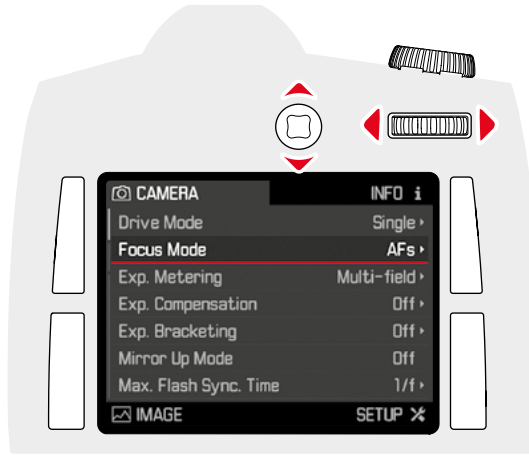 CAMERA INFO i
Drive Mode Single
Focus Mode AFs
Exp. Metering Multi-field
Exp. Compensation Off
Exp. Bracketing Off
Mirror Up Mode Off
Max. Flash Sync. Time 1/f
IMAGE SETUP